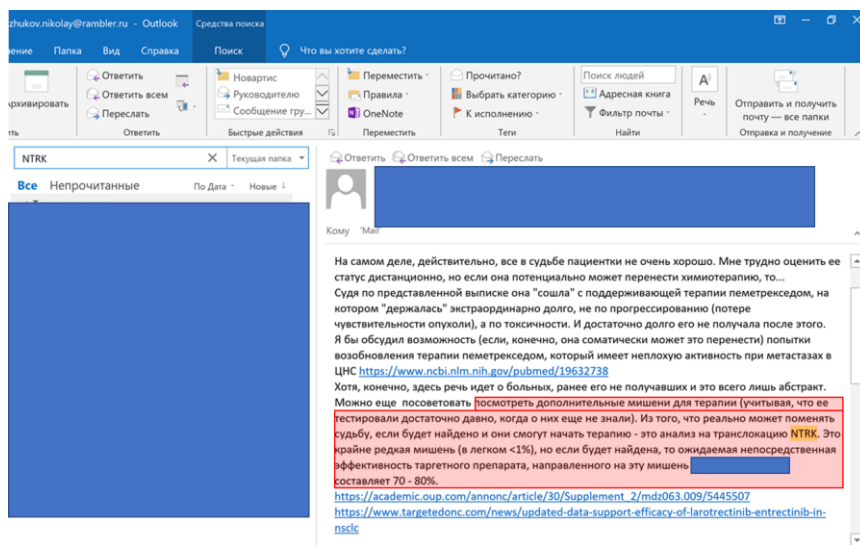 zhukov.nikolay@rambler.ru - Outlook
Средства поиска
ление Папка Вид Справка Поиск Что вы хотите сделать?
Архивировать
Ответить
Ответить всем
Переслать
Ответить
Новартис
Руководителю
Сообщение гру...
Быстрые действия
Переместить
Правила
OneNote
Переместить
Прочитано?
Выбрать категорию
К исполнению
Теги
Поиск людей
Адресная книга
Фильтр почты
Найти
Речь
Отправить и получить
почту — все папки
Отправка и получение
NTRK
Текущая папка
Все Непрочитанные По Дата Новые
Ответить Ответить всем Переслать
Кому 'Mail'
На самом деле, действительно, все в судьбе пациентки не очень хорошо. Мне трудно оценить ее
статус дистанционно, но если она потенциально может перенести химиотерапию, то...
Судя по представленной выписке она "сошла" с поддерживающей терапии пеметрекседом, на
котором "держалась" экстраординарно долго, не по прогрессированию (потере
чувствительности опухоли), а по токсичности. И достаточно долго его не получала после этого.
Я бы обсудил возможность (если, конечно, она соматически может это перенести) попытки
возобновления терапии пеметрекседом, который имеет неплохую активность при метастазах в
ЦНС https://www.ncbi.nlm.nih.gov/pubmed/19632738
Хотя, конечно, здесь речь идет о больных, ранее его не получавших и это всего лишь абстракт.
Можно еще посоветовать посмотреть дополнительные мишени для терапии (учитывая, что ее
тестировали достаточно давно, когда о них еще не знали). Из того, что реально может поменять
судьбу, если будет найдено и они смогут начать терапию - это анализ на транслокацию NTRK. Это
крайне редкая мишень (в легком <1%), но если будет найдена, то ожидаемая непосредственная
эффективность таргетного препарата, направленного на эту мишень
составляет 70 - 80%.
https://academic.oup.com/annonc/article/30/Supplement_2/mdz063.009/5445507
https://www.targetedonc.com/news/updated-data-support-efficacy-of-larotrectinib-entrectinib-in-
nsclc